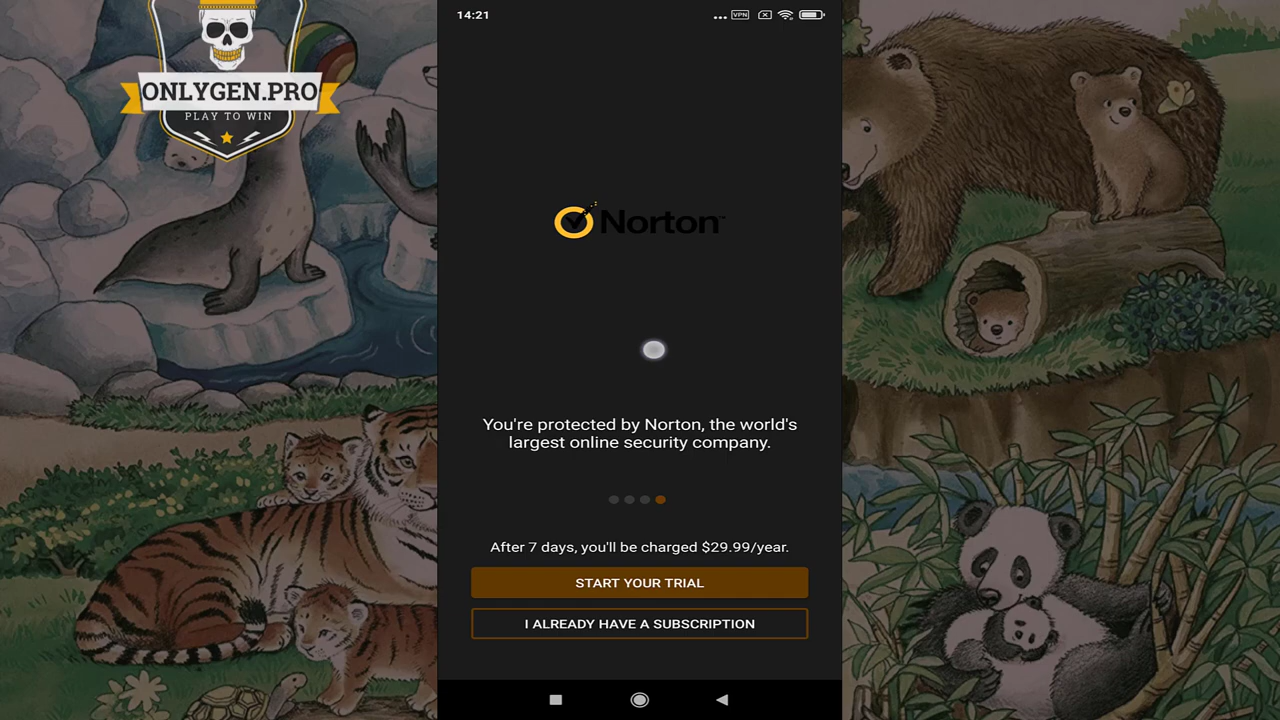 ONLYGEN.PRO
PLAY TO WIN
14:21
VPN
Norton
You're protected by Norton, the world's
largest online security company.
After 7 days, you'll be charged $29.99/year.
START YOUR TRIAL
I ALREADY HAVE A SUBSCRIPTION